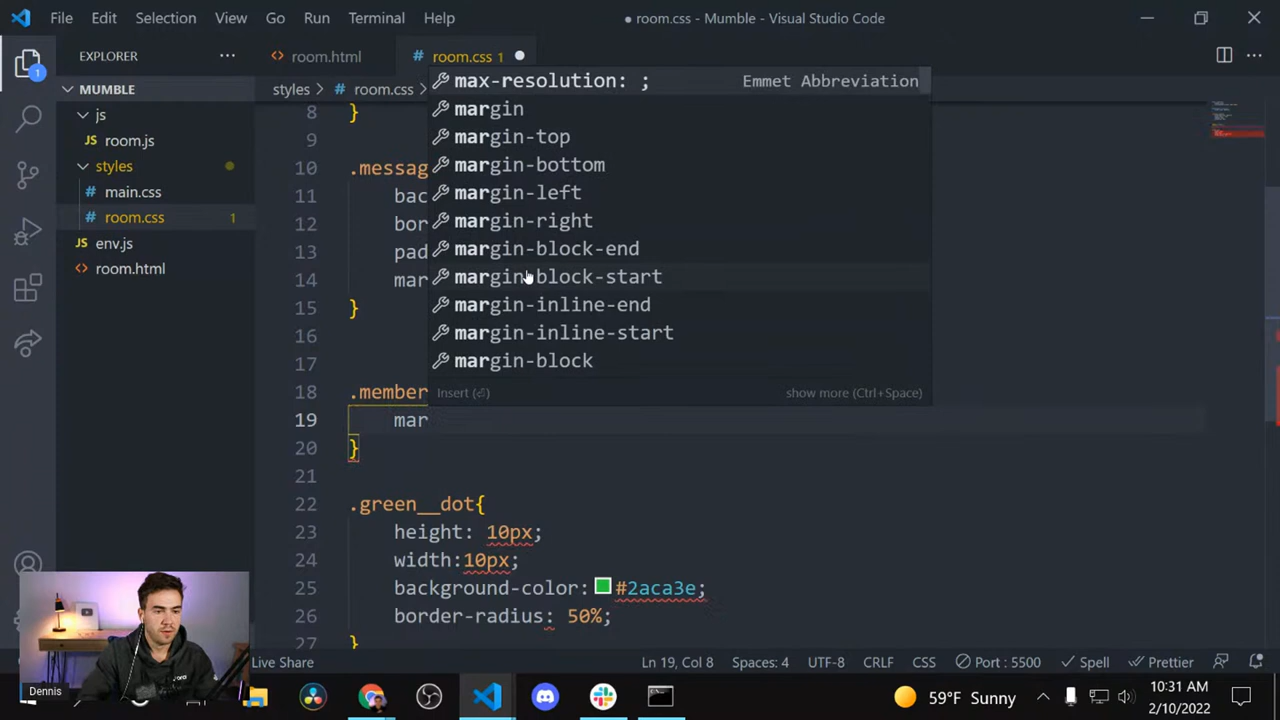 File Edit Selection View Go Run Terminal Help
● room.css - Mumble - Visual Studio Code
EXPLORER ···
room.html
# room.css 1 ●
MUMBLE
styles > # room.css >
js
JS room.js
styles
# main.css
# room.css 1
env.js
room.html
max-resolution: ; Emmet Abbreviation
margin
margin-top
margin-bottom
margin-left
margin-right
margin-block-end
margin-block-start
margin-inline-end
margin-inline-start
margin-block
Insert (⏎) show more (Ctrl+Space)
8 }
9
10 .messag
11 bac
12 bor
13 pad
14 mar
15 }
16
17
18 .member
19 mar
20 }
21
22 .green__dot{
23 height: 10px;
24 width:10px;
25 background-color: #2aca3e;
26 border-radius: 50%;
27 }
1
Live Share Ln 19, Col 8 Spaces: 4 UTF-8 CRLF CSS Port : 5500 Spell Prettier
Dennis
59°F Sunny
10:31 AM
2/10/2022